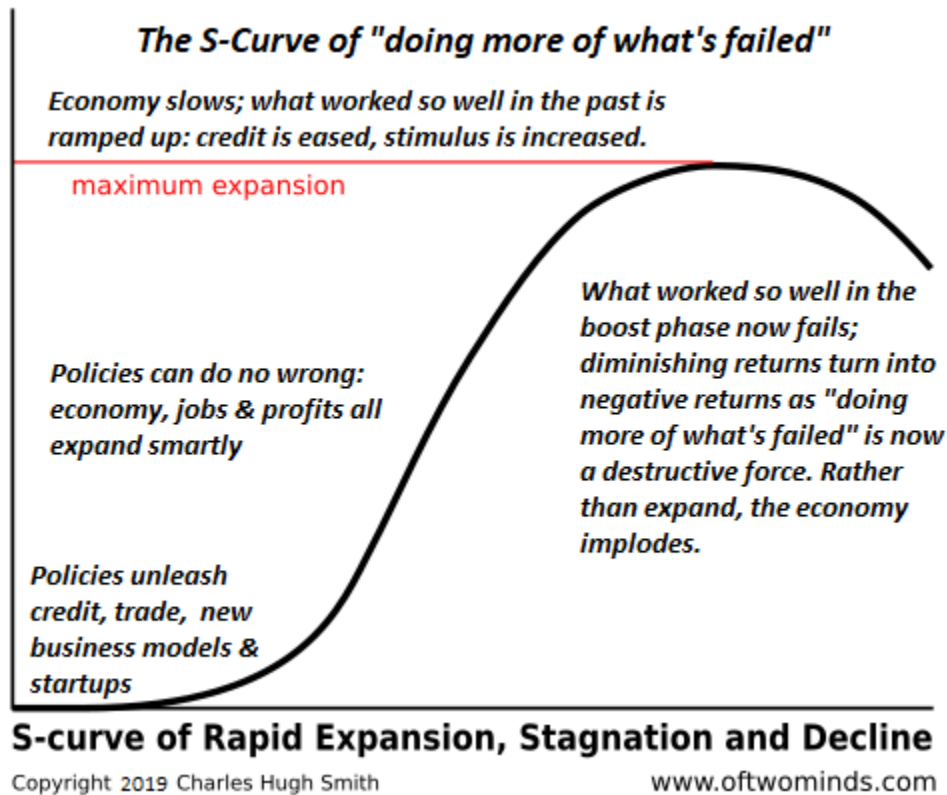 The S-Curve of "doing more of what's failed"
Economy slows; what worked so well in the past is
ramped up: credit is eased, stimulus is increased.
maximum expansion
What worked so well in the
boost phase now fails;
diminishing returns turn into
negative returns as "doing
more of what's failed" is now
a destructive force. Rather
than expand, the economy
implodes.
Policies can do no wrong:
economy, jobs & profits all
expand smartly
Policies unleash
credit, trade,  new
business models &
startups
S-curve of Rapid Expansion, Stagnation and Decline
Copyright 2019 Charles Hugh Smith
www.oftwominds.com